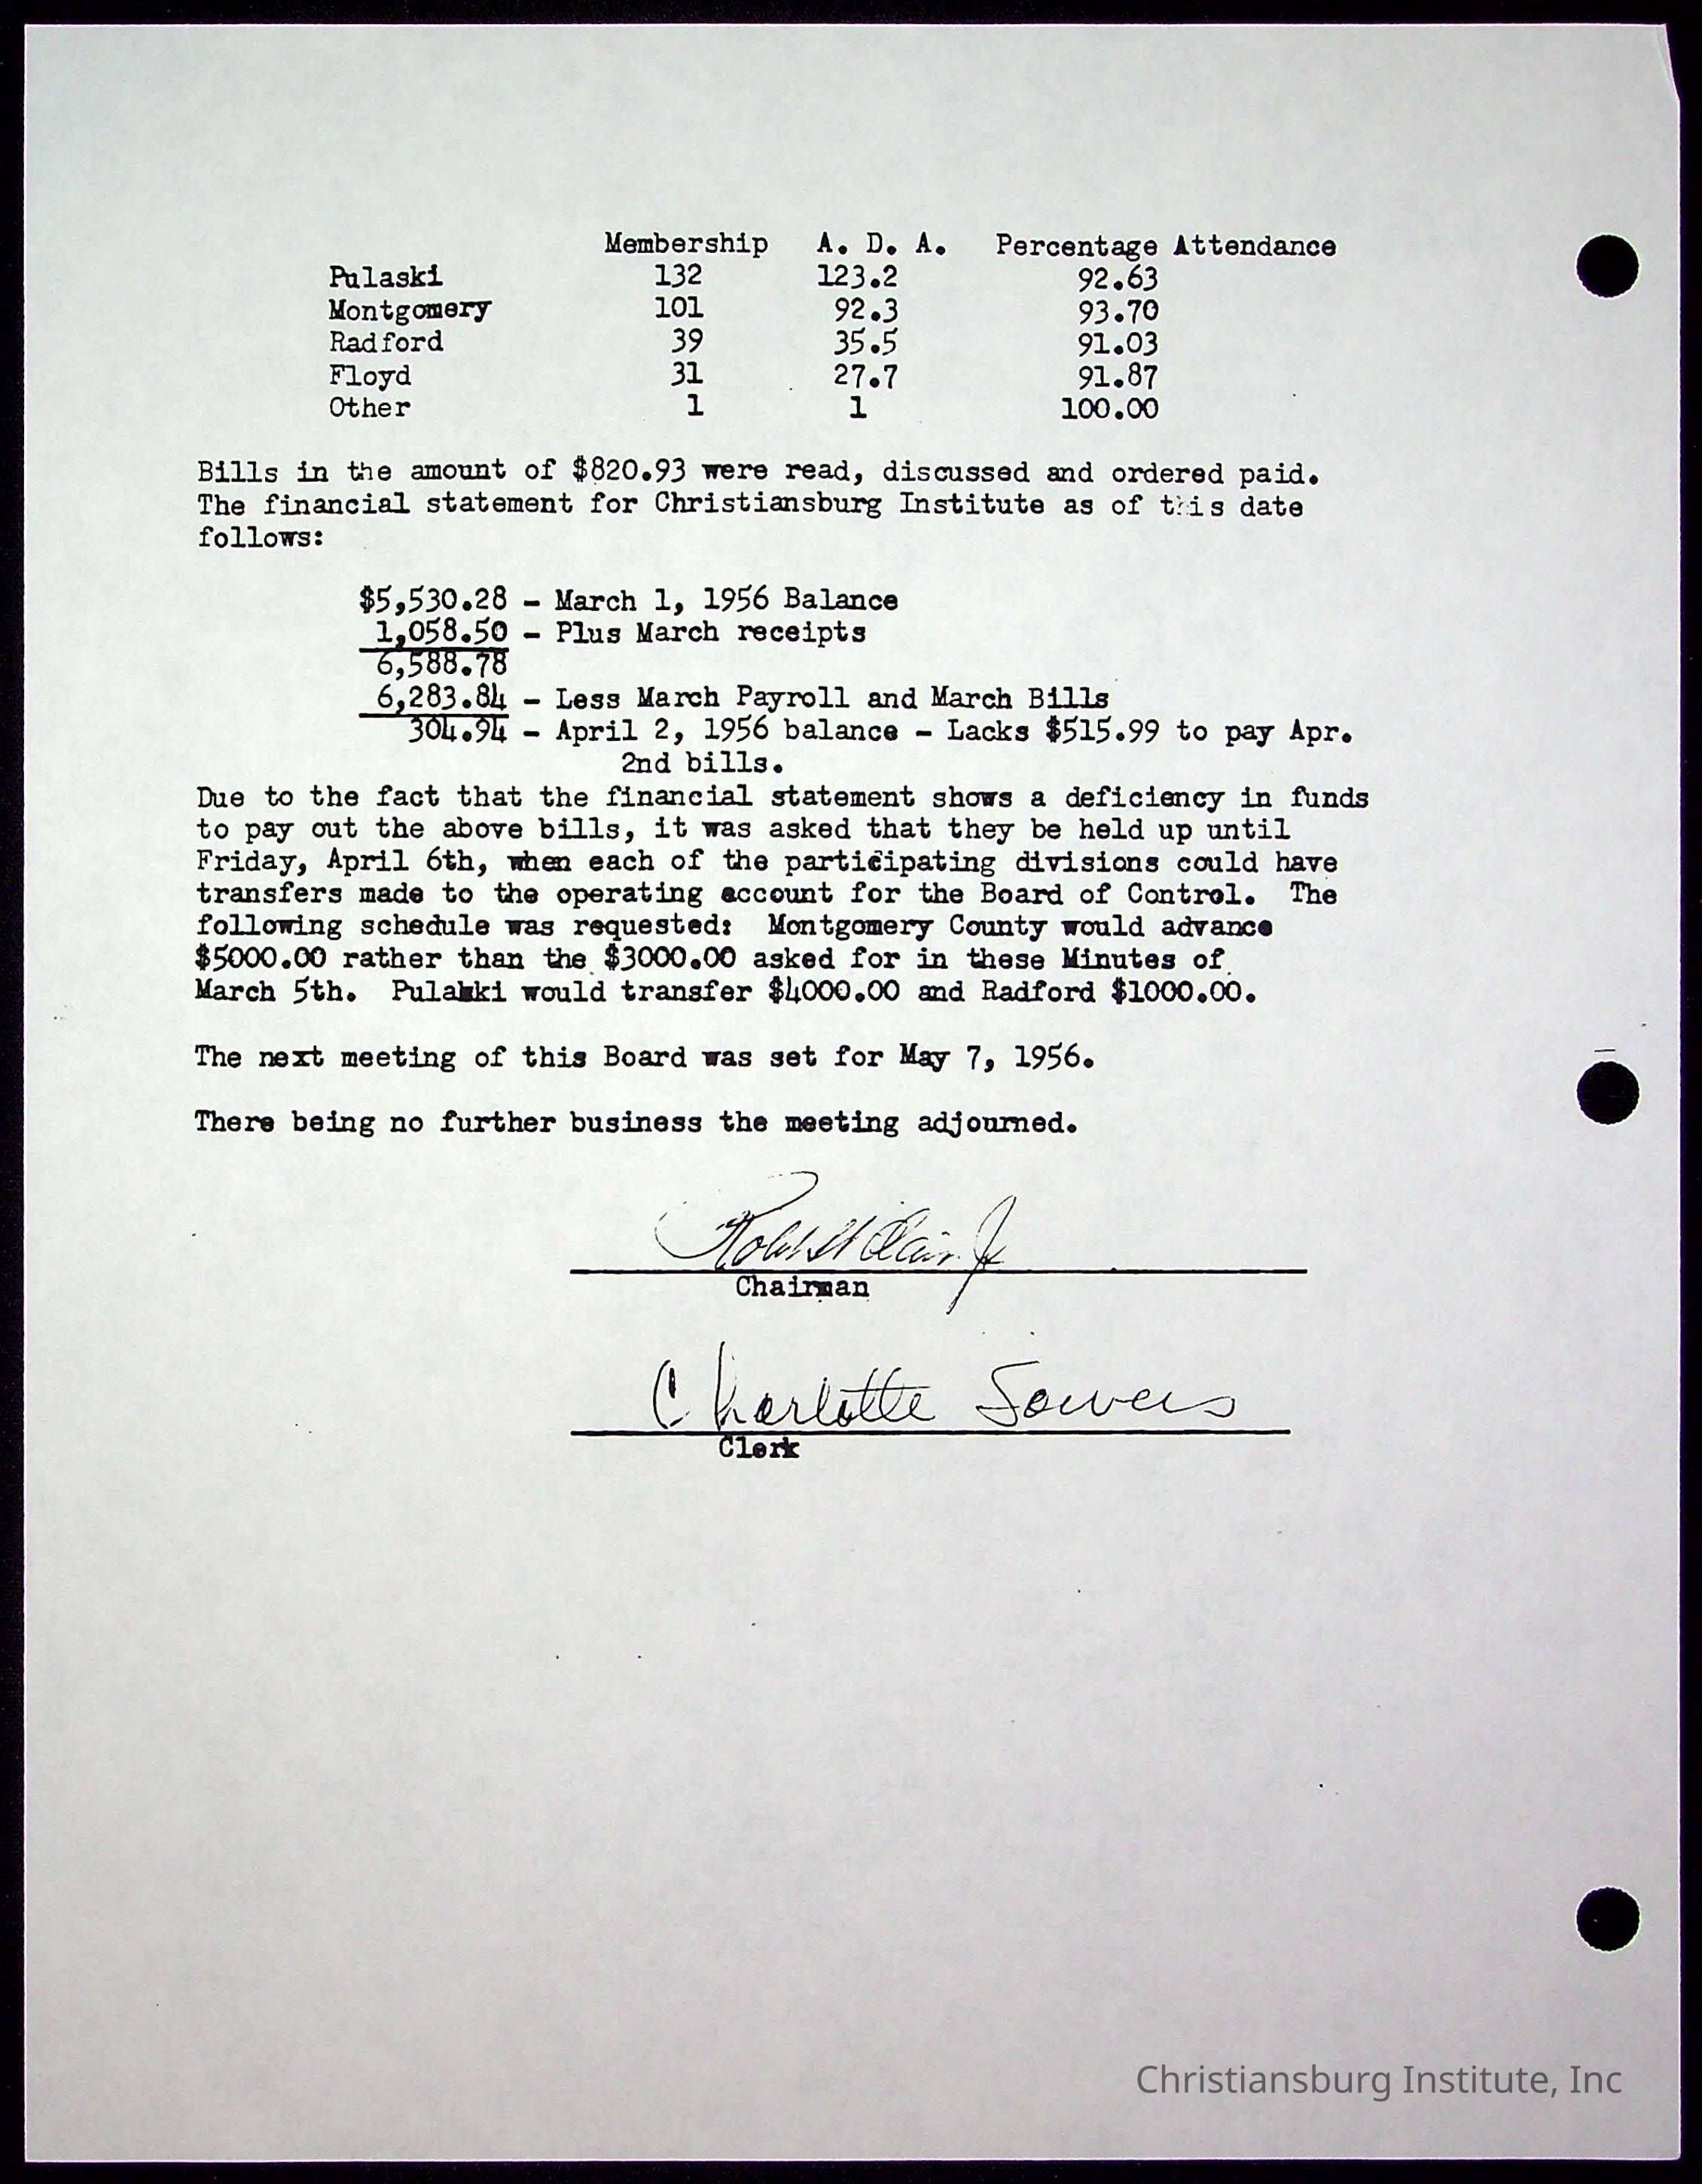 Membership A. D. A. Percentage Attendance
Pulaski 132 123.2 92.63
Montgomery 101 92.3 93.70
Radford 39 35.5 91.03
Floyd 31 27.7 91.87
Other 1 1 100.00
Bills in the amount of $820.93 were read, discussed and ordered paid.
The financial statement for Christiansburg Institute as of this date
follows:
$5,530.28 - March 1, 1956 Balance
1,058.50 - Plus March receipts
6,588.78
6,283.84 - Less March Payroll and March Bills
304.94 - April 2, 1956 balance - Lacks $515.99 to pay Apr.
2nd bills.
Due to the fact that the financial statement shows a deficiency in funds
to pay out the above bills, it was asked that they be held up until
Friday, April 6th, when each of the participating divisions could have
transfers made to the operating account for the Board of Control. The
following schedule was requested: Montgomery County would advance
$5000.00 rather than the $3000.00 asked for in these Minutes of
March 5th. Pulaski would transfer $4000.00 and Radford $1000.00.
The next meeting of this Board was set for May 7, 1956.
There being no further business the meeting adjourned.
Jr
Chairman
Charlotte Sowers
Clerk
Christiansburg Institute, Inc